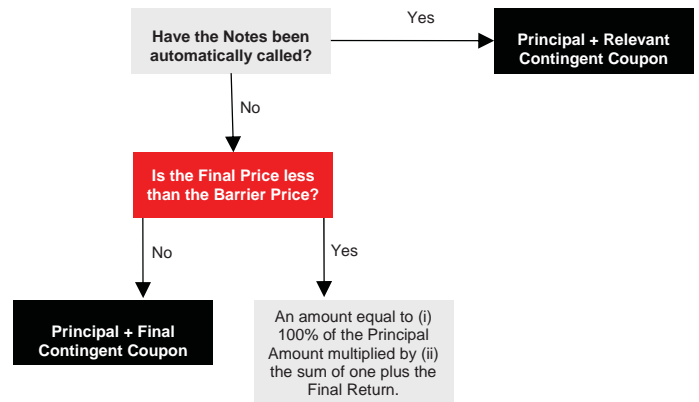 Have the Notes been
automatically called?
Yes
Principal + Relevant
Contingent Coupon
No
Is the Final Price less
than the Barrier Price?
No
Yes
Principal + Final
Contingent Coupon
An amount equal to (i)
100% of the Principal
Amount multiplied by (ii)
the sum of one plus the
Final Return.